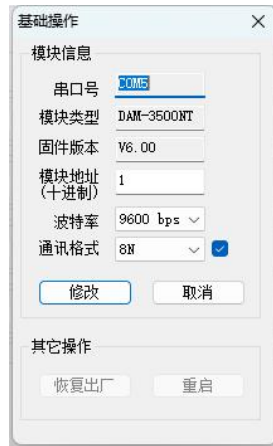 基础操作
模块信息
串口号 COM5
模块类型 DAM-3500NT
固件版本 V6.00
模块地址
(十进制) 1
波特率 9600 bps
通讯格式 8N
修改 取消
其它操作
恢复出厂 重启